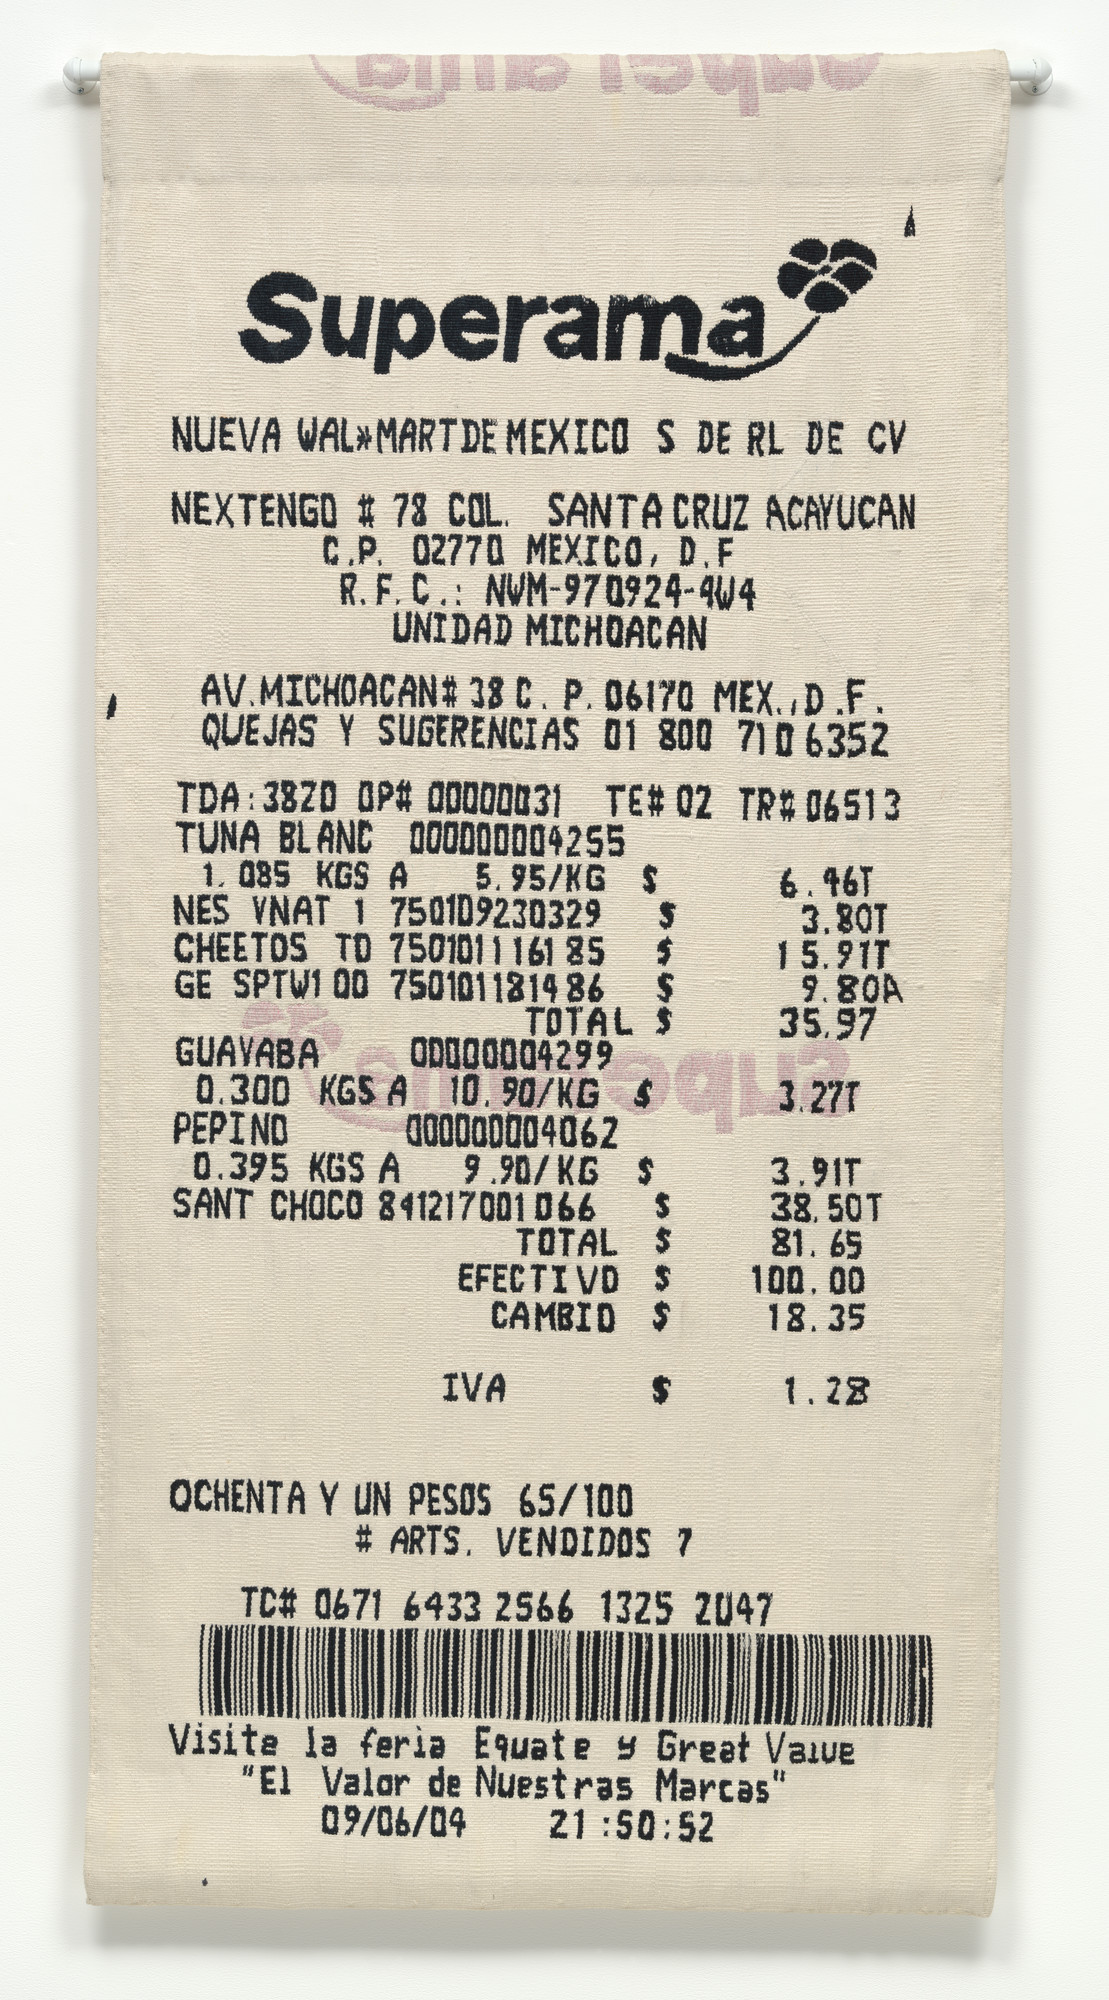 Superama
NUEVA WAL*MART DE MEXICO S DE RL DE CV
NEXTENGO # 78 COL. SANTA CRUZ ACAYUCAN
C.P. 02770 MEXICO, D.F
R.F.C.: NWM-970924-4W4
UNIDAD MICHOACAN
AV.MICHOACAN# 38 C.P. 06170 MEX., D.F.
QUEJAS Y SUGERENCIAS 01 800 710 6352
TDA:3820 OP# 00000031 TE# 02 TR# 06513
TUNA BLANC 000000004255
1.085 KGS A 5.95/KG $ 6.46T
NES VNAT 1 750109230329 $ 3.80T
CHEETOS TO 750101116185 $ 15.91T
GE SPTW100 750101181486 $ 9.80A
TOTAL $ 35.97
GUAYABA 00000004299
0.300 KGS A 10.90/KG $ 3.27T
Superama
PEPINO 000000004062
0.395 KGS A 9.90/KG $ 3.91T
SANT CHOCO 841217001066 $ 38.50T
TOTAL $ 81.65
EFECTIVO $ 100.00
CAMBIO $ 18.35
IVA $ 1.28
OCHENTA Y UN PESOS 65/100
# ARTS. VENDIDOS 7
TC# 0671 6433 2566 1325 2047
Visite la feria Equate y Great Value
"El Valor de Nuestras Marcas"
09/06/04 21:50:52